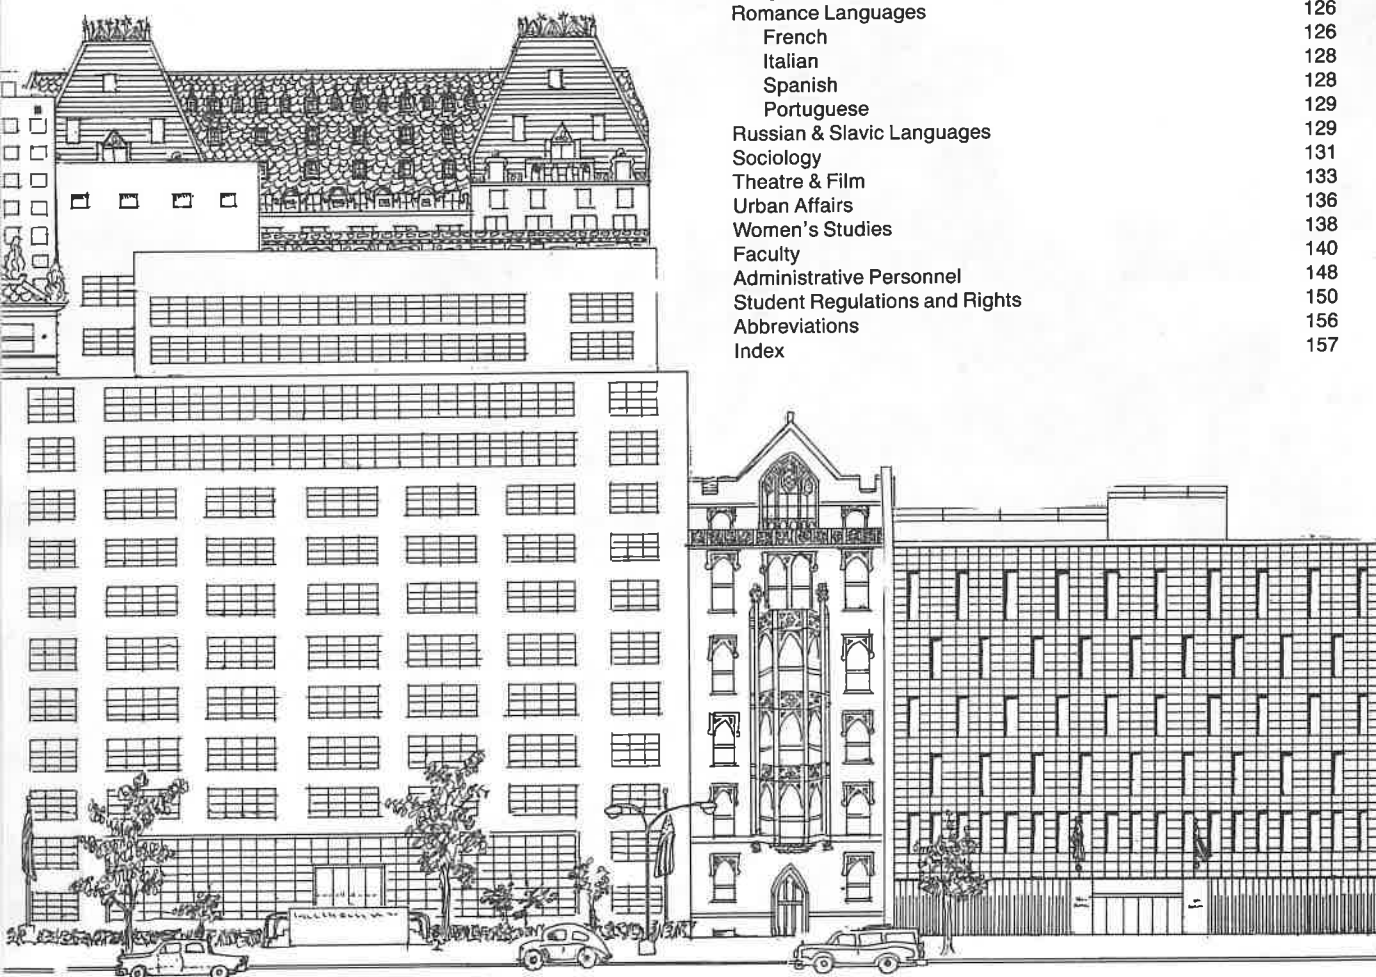 Romance Languages 126
French 126
Italian 128
Spanish 128
Portuguese 129
Russian & Slavic Languages 129
Sociology 131
Theatre & Film 133
Urban Affairs 136
Women's Studies 138
Faculty 140
Administrative Personnel 148
Student Regulations and Rights 150
Abbreviations 156
Index 157